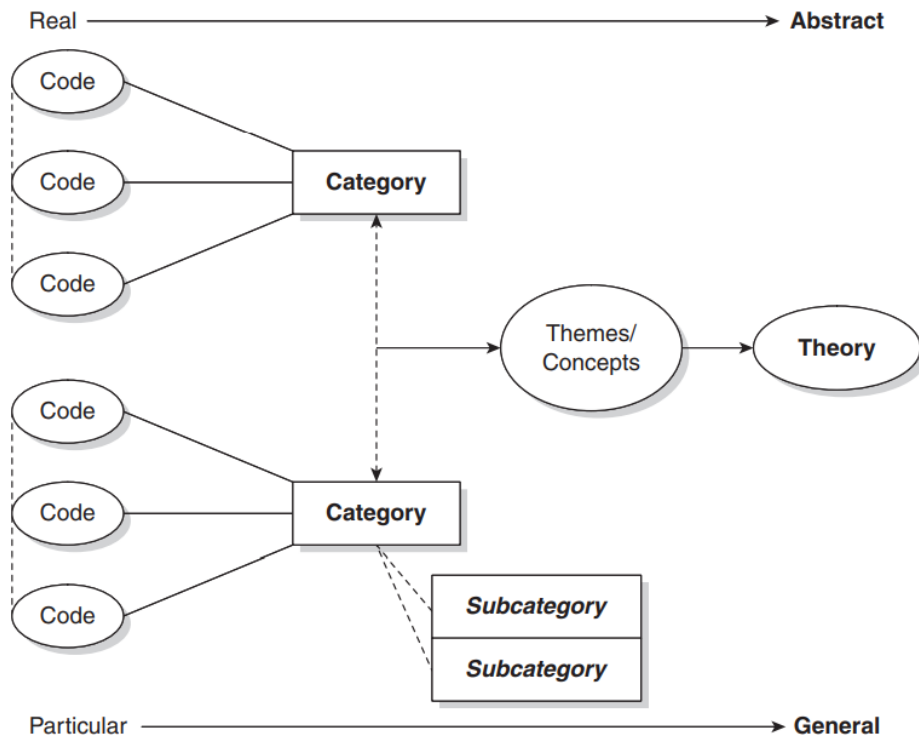 Real
Abstract
Code
Code
Category
Code
Themes/
Concepts
Theory
Code
Code
Category
Code
Subcategory
Subcategory
Particular
General